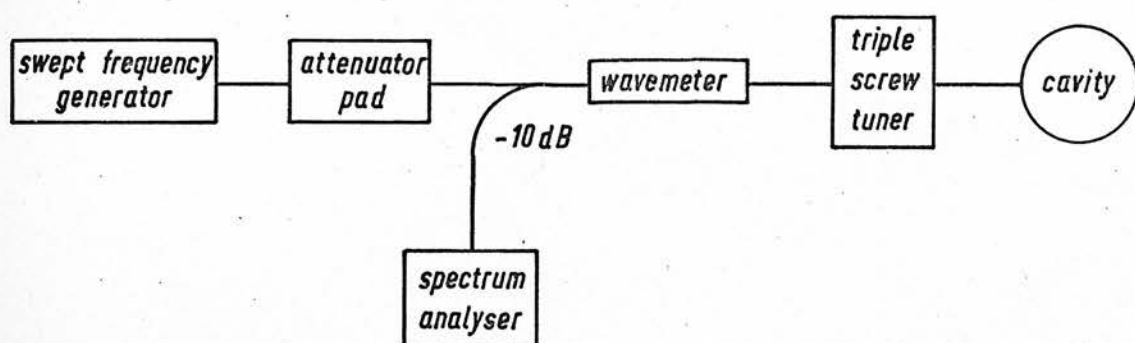 swept frequency
generator
attenuator
pad
-10 dB
wavemeter
triple
screw
tuner
cavity
spectrum
analyser